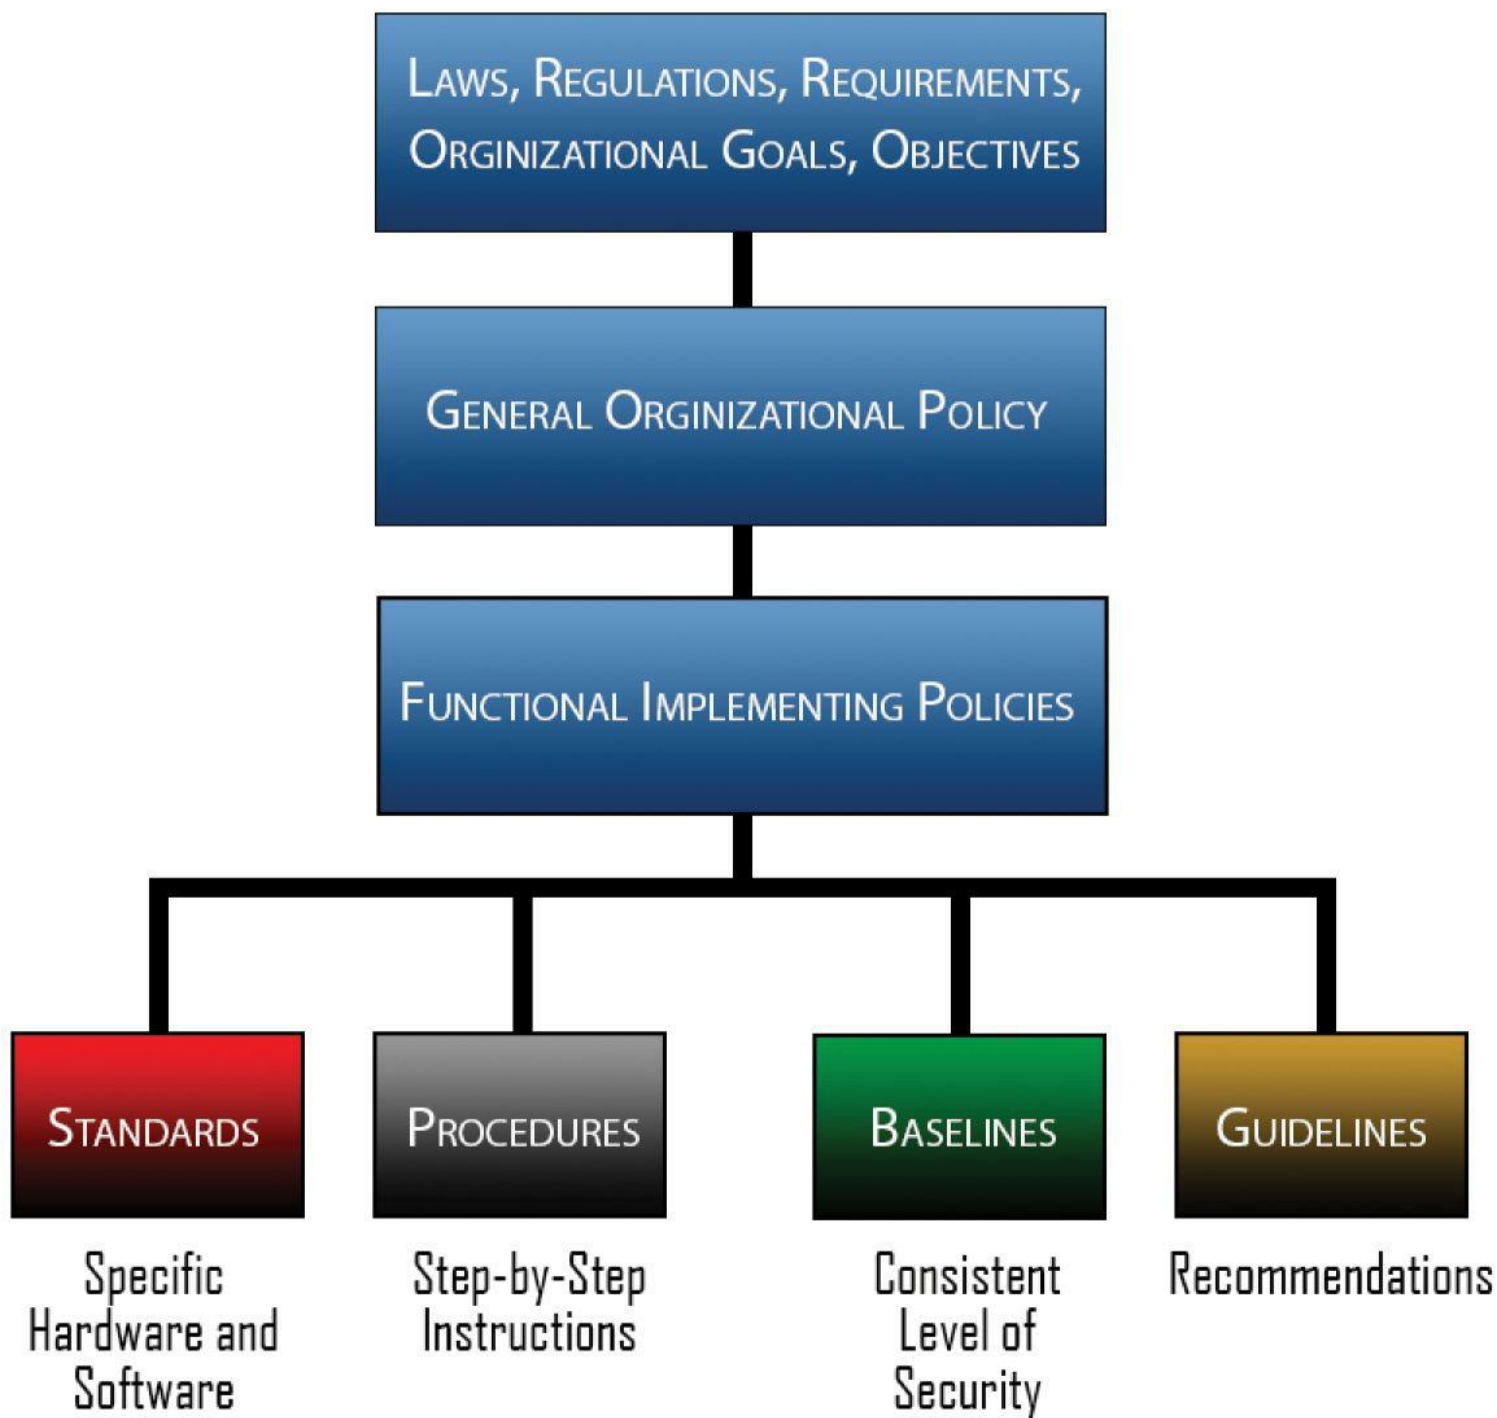 LAWS, REGULATIONS, REQUIREMENTS,
ORGINIZATIONAL GOALS, OBJECTIVES
GENERAL ORGINIZATIONAL POLICY
FUNCTIONAL IMPLEMENTING POLICIES
STANDARDS
PROCEDURES
BASELINES
GUIDELINES
Specific
Hardware and
Software
Step-by-Step
Instructions
Consistent
Level of
Security
Recommendations